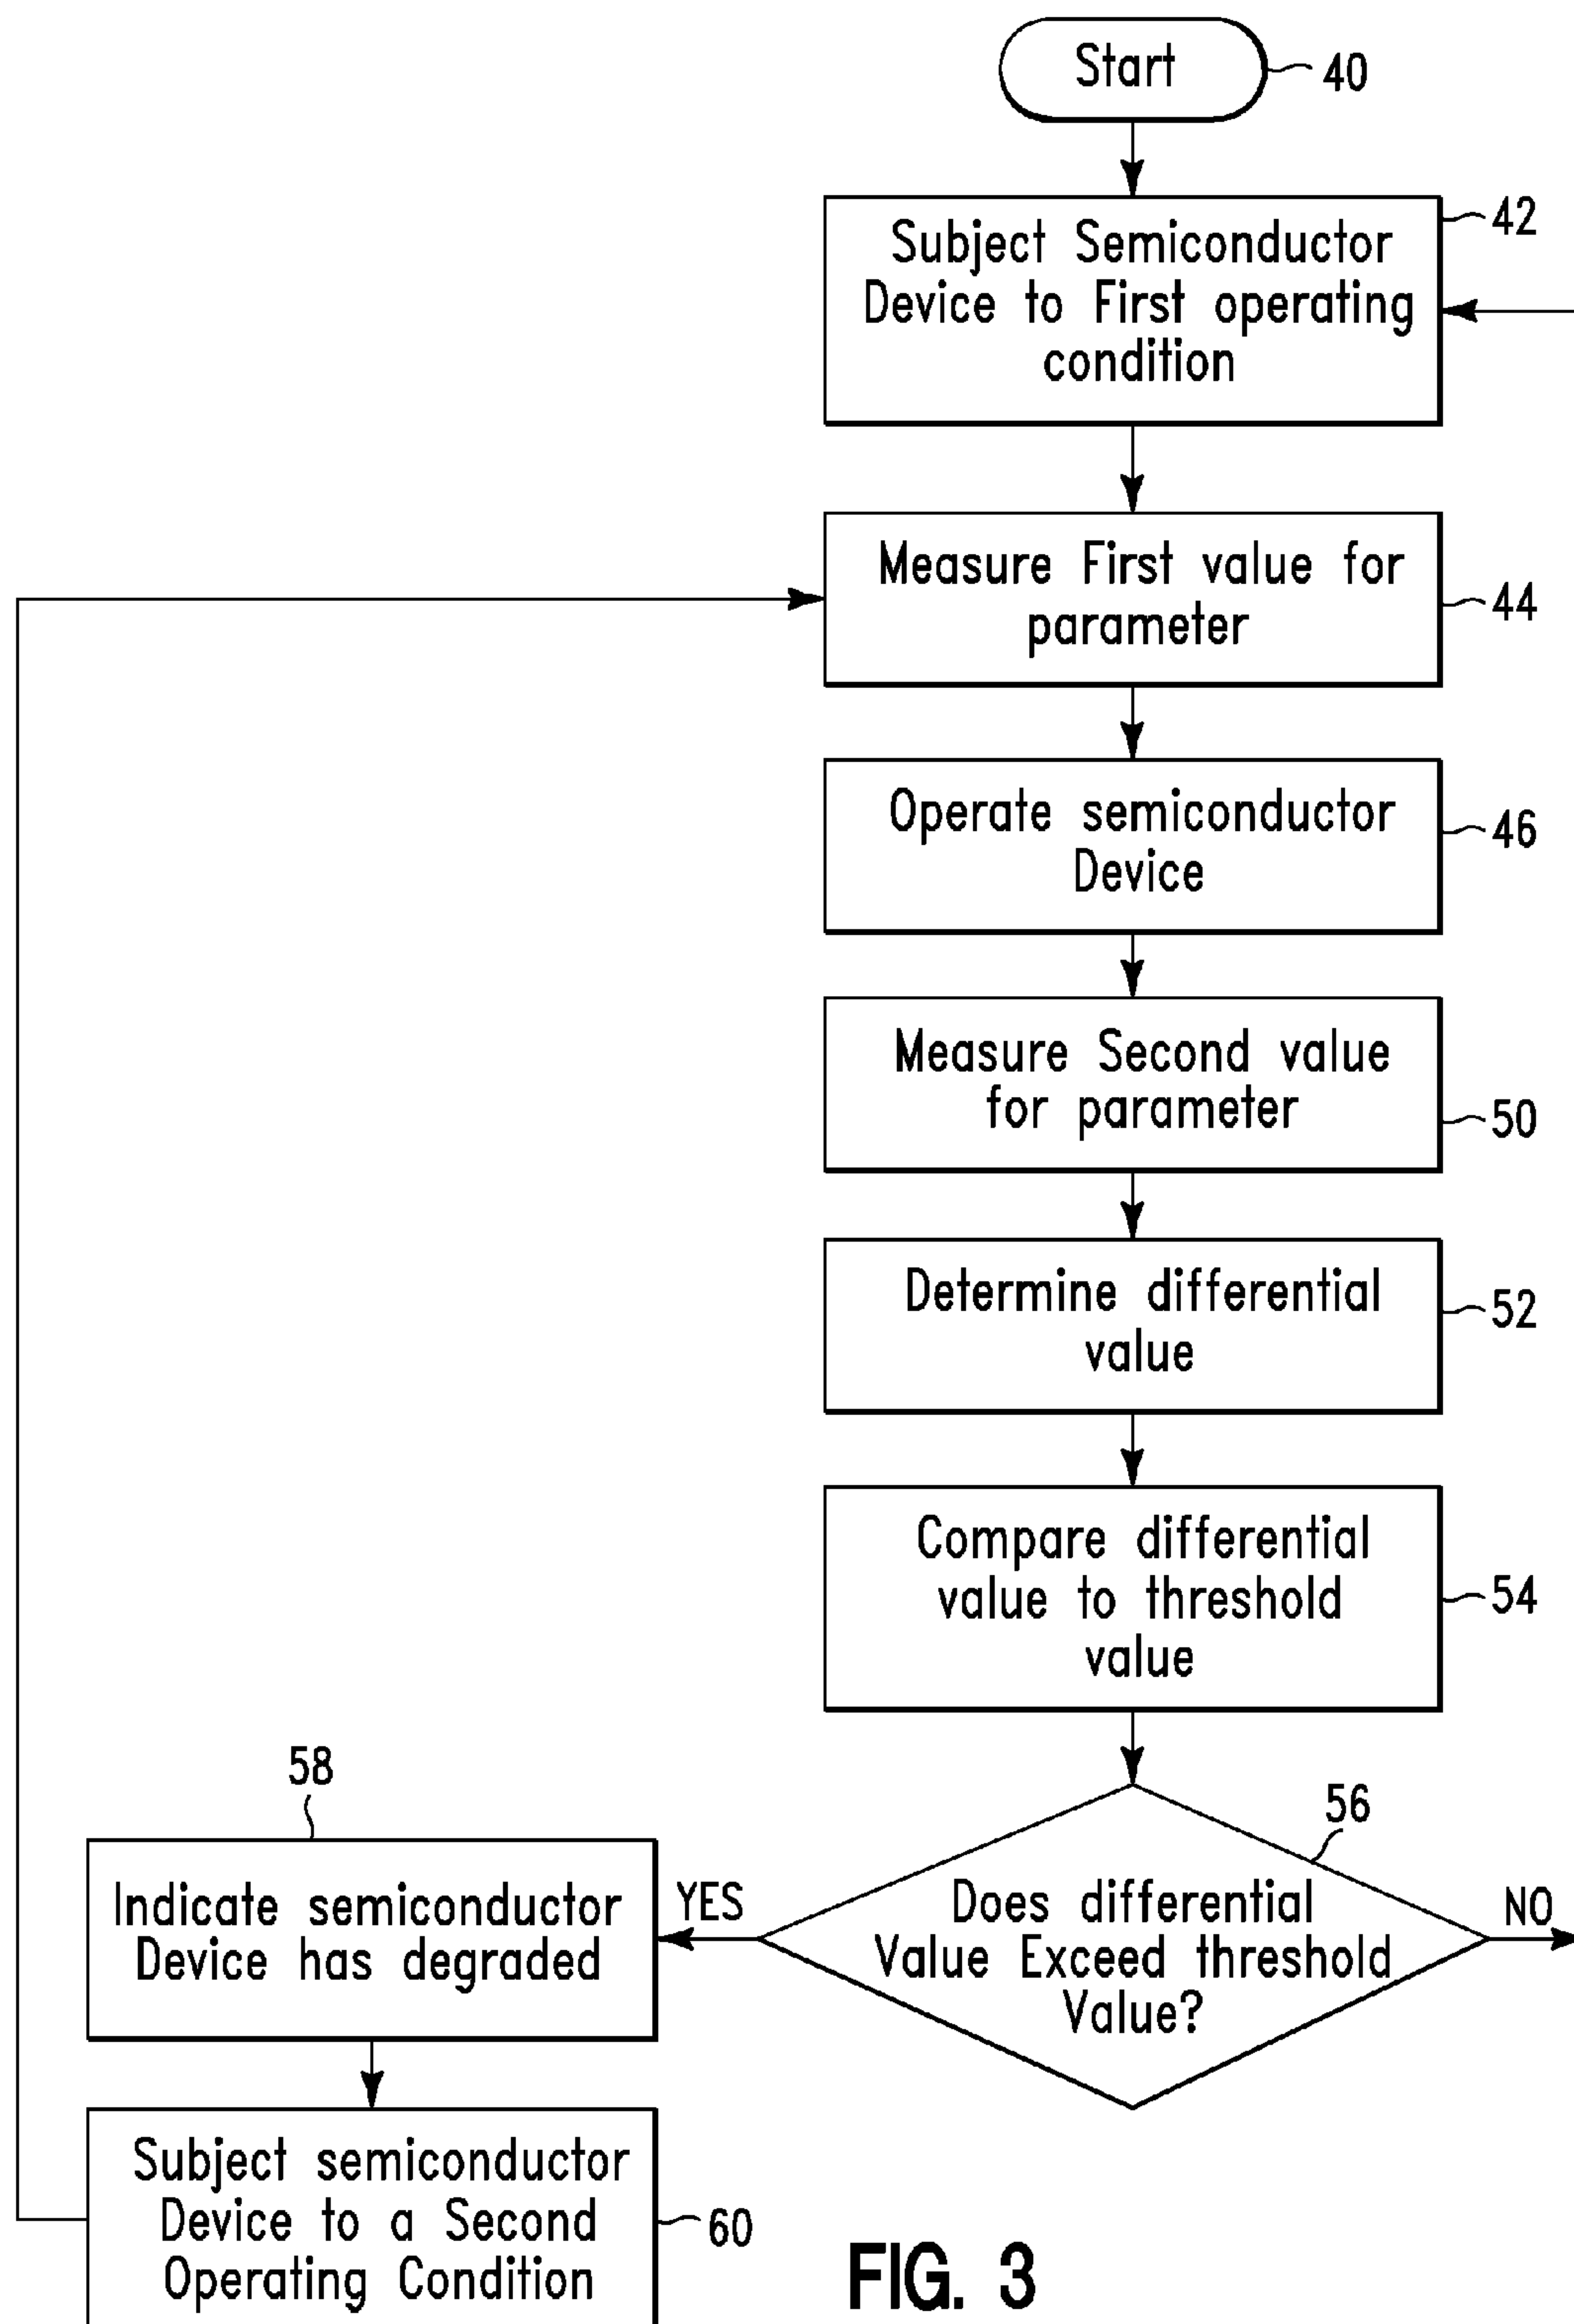 Start
40
Subject Semiconductor
Device to First operating
condition
42
Measure First value for
parameter
44
Operate semiconductor
Device
46
Measure Second value
for parameter
50
Determine differential
value
52
Compare differential
value to threshold
value
54
56
Does differential
Value Exceed threshold
Value?
YES
NO
58
Indicate semiconductor
Device has degraded
Subject semiconductor
Device to a Second
Operating Condition
60
FIG. 3